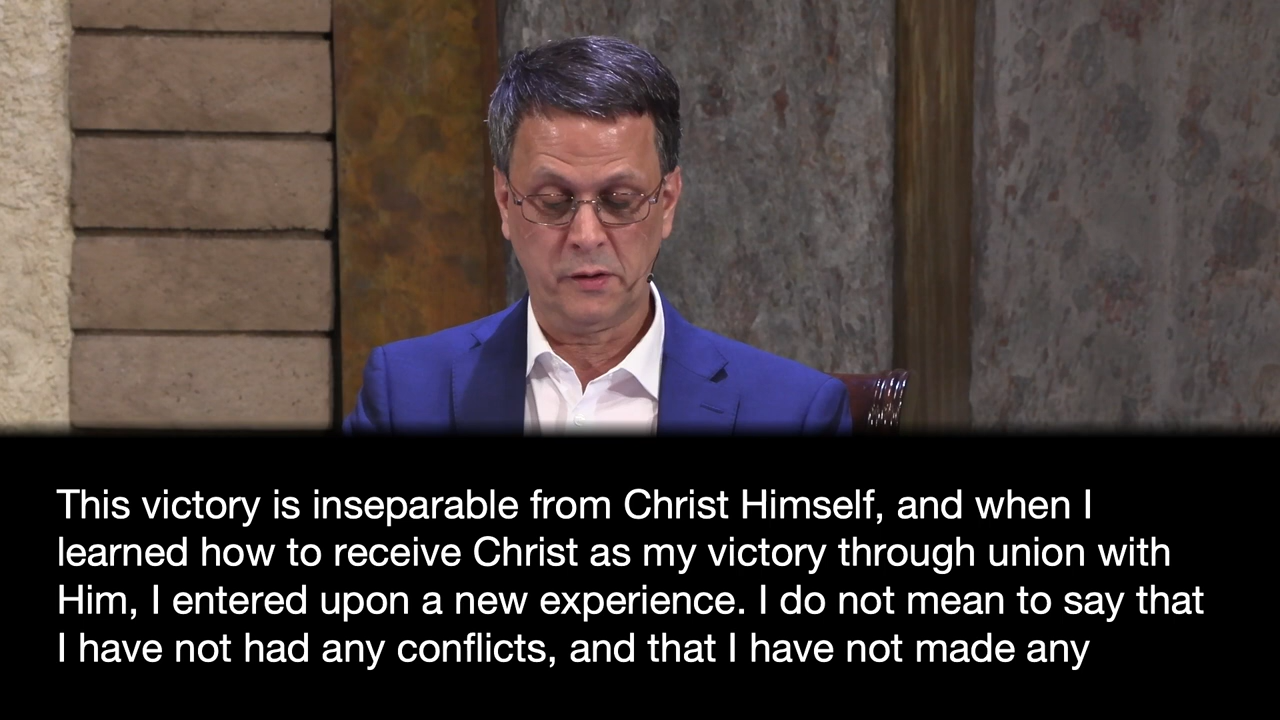 This victory is inseparable from Christ Himself, and when I
learned how to receive Christ as my victory through union with
Him, I entered upon a new experience. I do not mean to say that
I have not had any conflicts, and that I have not made any